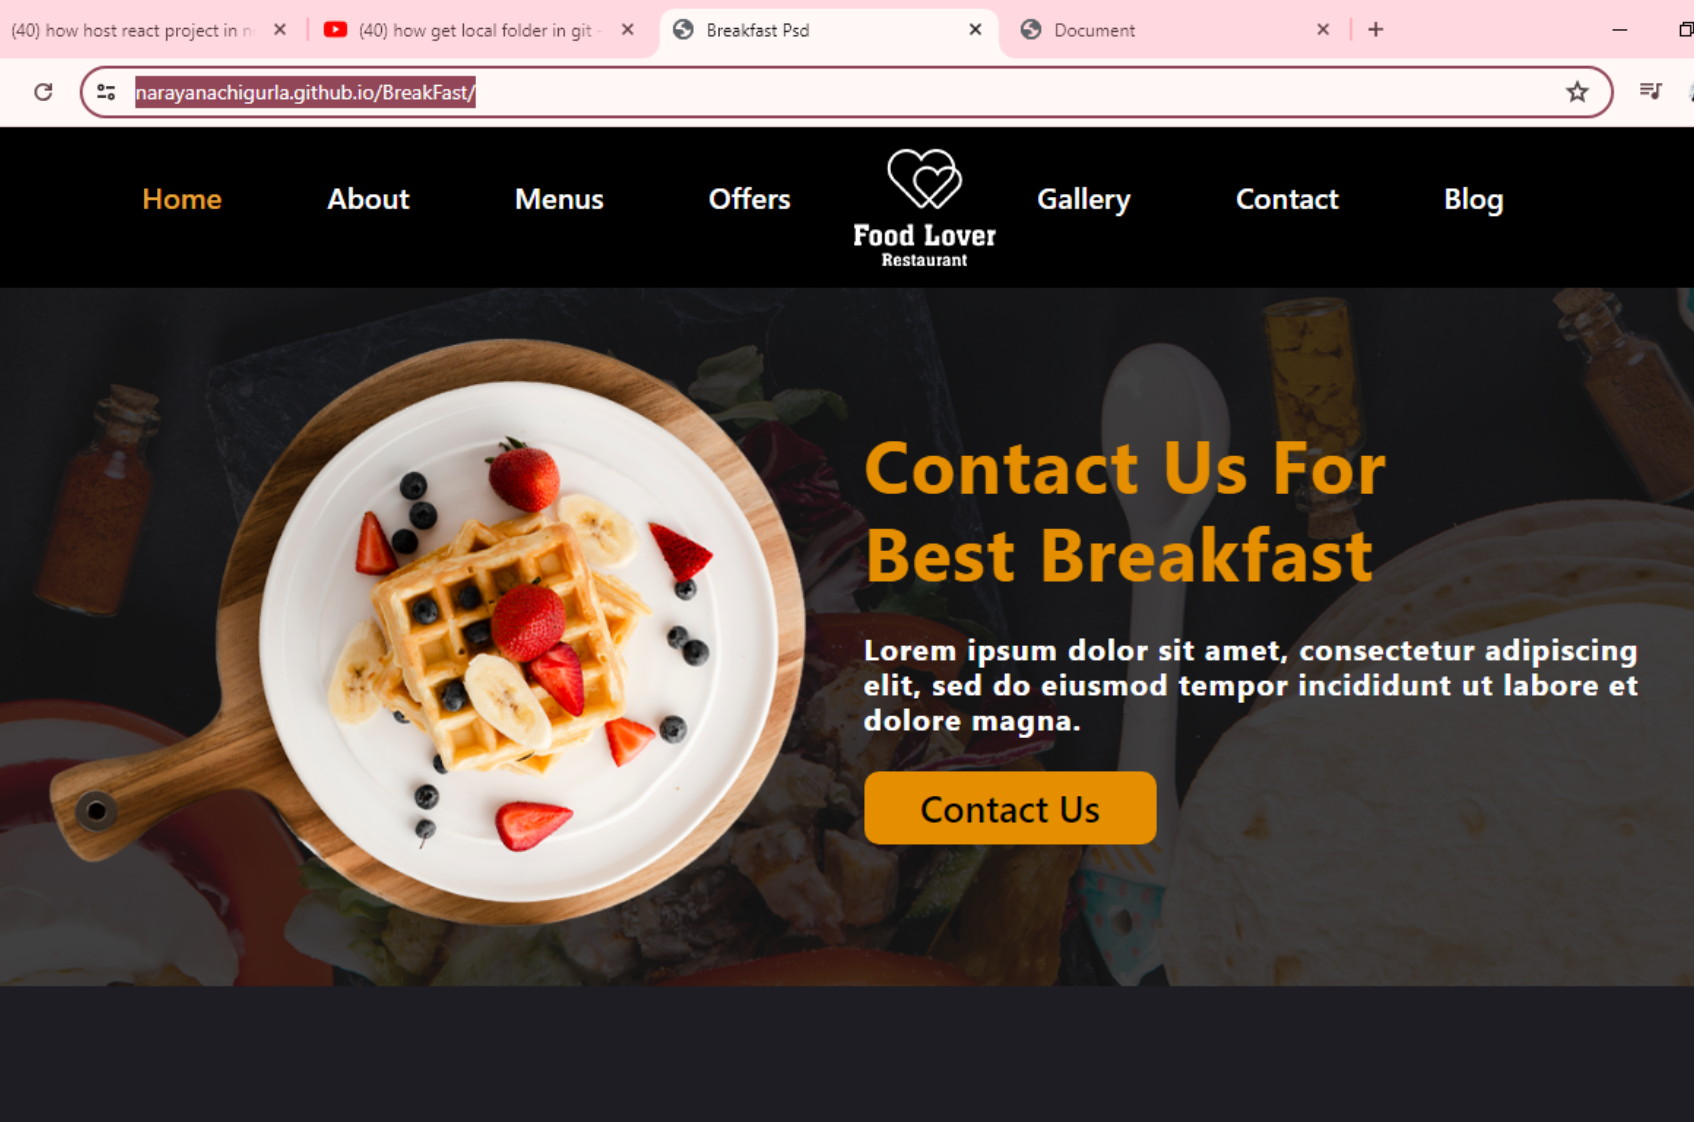 (40) how host react project in n
(40) how get local folder in git -
Breakfast Psd
Document
narayanachigurla.github.io/BreakFast/
Home
About
Menus
Offers
Food Lover
Restaurant
Gallery
Contact
Blog
Contact Us For
Best Breakfast
Lorem ipsum dolor sit amet, consectetur adipiscing
elit, sed do eiusmod tempor incididunt ut labore et
dolore magna.
Contact Us